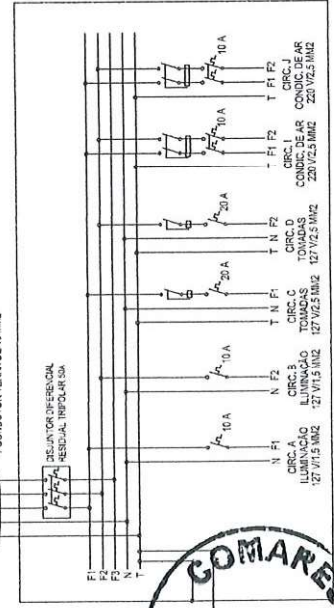 DISJUNTOR DIFERENCIAL
RESIDUAL TRIPOLAR 50A
F1
F2
F3
N
T
10 A
N F1
CIRC. A
ILUMINAÇÃO
127 V/1,5 MM2
10 A
N F2
CIRC. B
ILUMINAÇÃO
127 V/1,5 MM2
20 A
T N F1
CIRC. C
TOMADAS
127 V/2,5 MM2
20 A
T N F2
CIRC. D
TOMADAS
127 V/2,5 MM2
10 A
T F1 F2
CIRC. I
CONDIC. DE AR
220 V/2,5 MM2
10 A
T F1 F2
CIRC. J
CONDIC. DE AR
220 V/2,5 MM2
COMARE